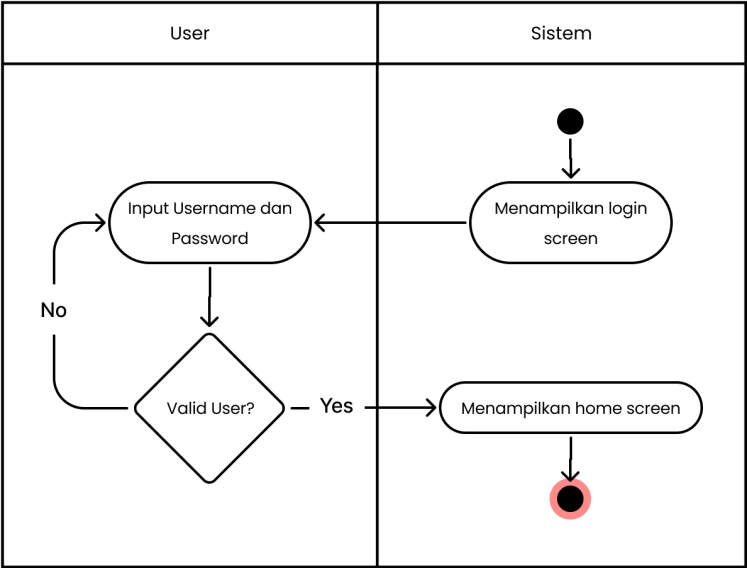 User
Sistem
Menampilkan login
screen
Input Username dan
Password
No
Valid User?
Yes
Menampilkan home screen